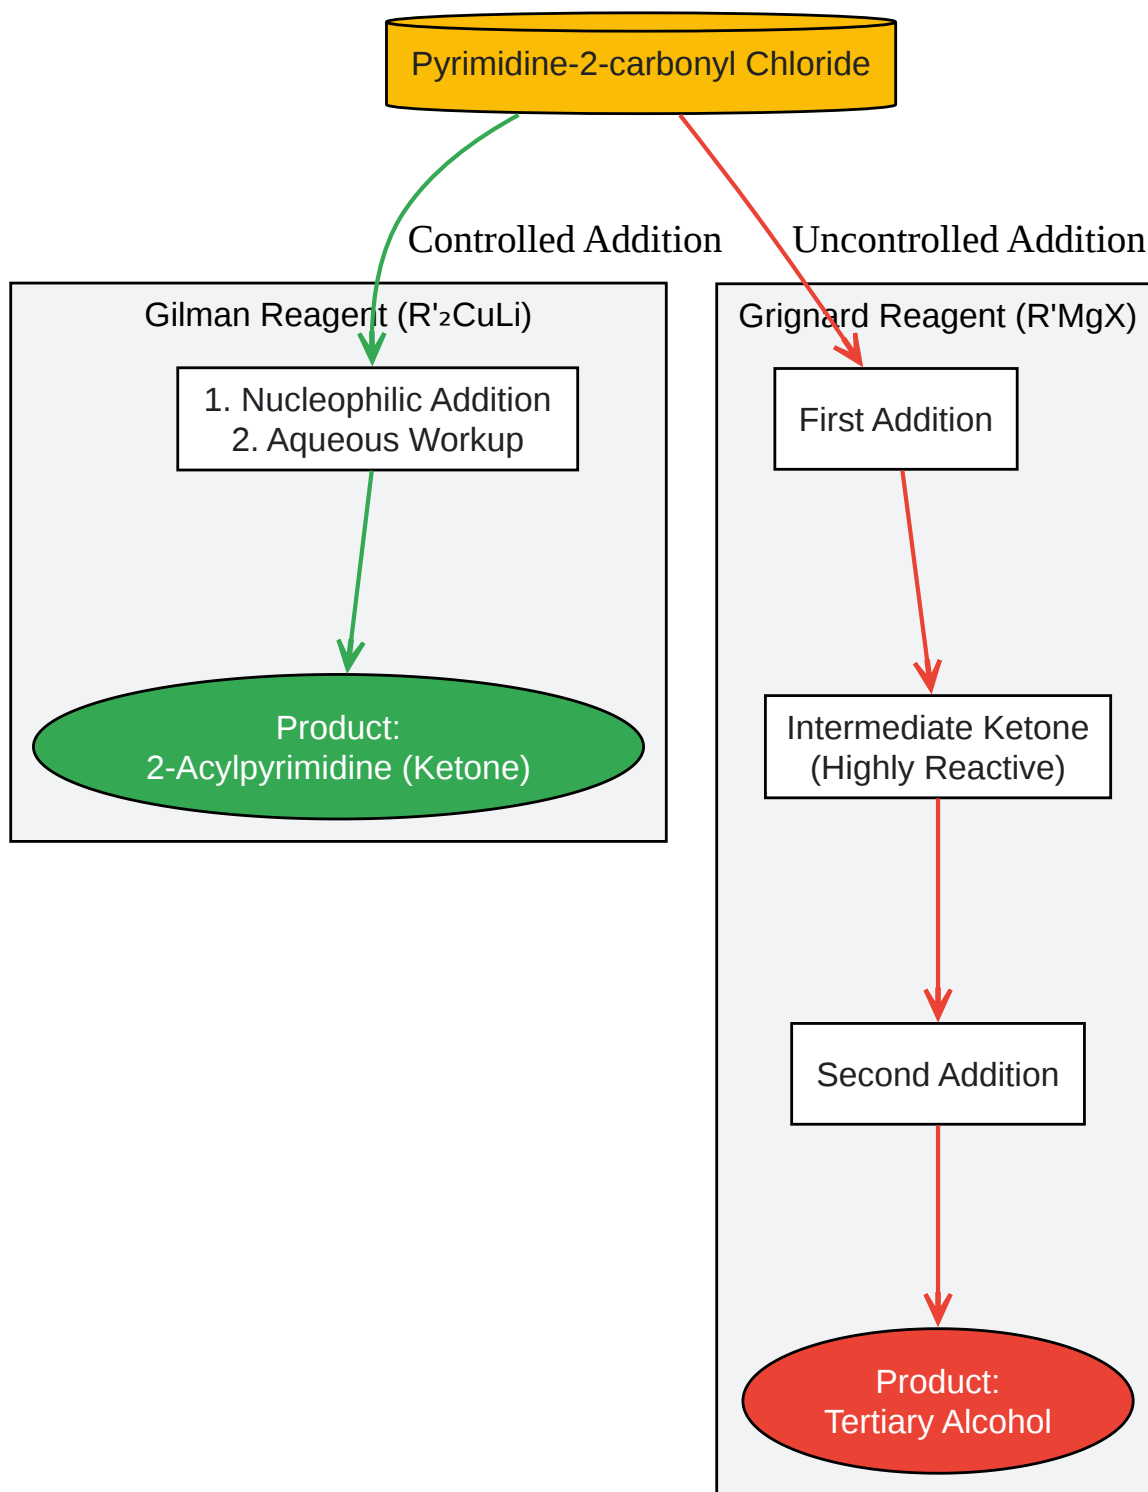 Pyrimidine-2-carbonyl Chloride
Controlled Addition
Uncontrolled Addition
Gilman Reagent (R'₂CuLi)
1. Nucleophilic Addition
2. Aqueous Workup
Product:
2-Acylpyrimidine (Ketone)
Grignard Reagent (R'MgX)
First Addition
Intermediate Ketone
(Highly Reactive)
Second Addition
Product:
Tertiary Alcohol